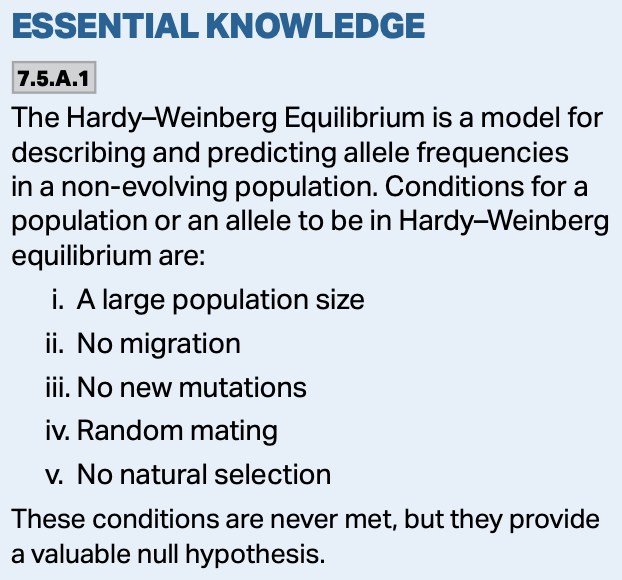 ESSENTIAL KNOWLEDGE
7.5.A.1
The Hardy–Weinberg Equilibrium is a model for
describing and predicting allele frequencies
in a non-evolving population. Conditions for a
population or an allele to be in Hardy–Weinberg
equilibrium are:
i. A large population size
ii. No migration
iii. No new mutations
iv. Random mating
v. No natural selection
These conditions are never met, but they provide
a valuable null hypothesis.